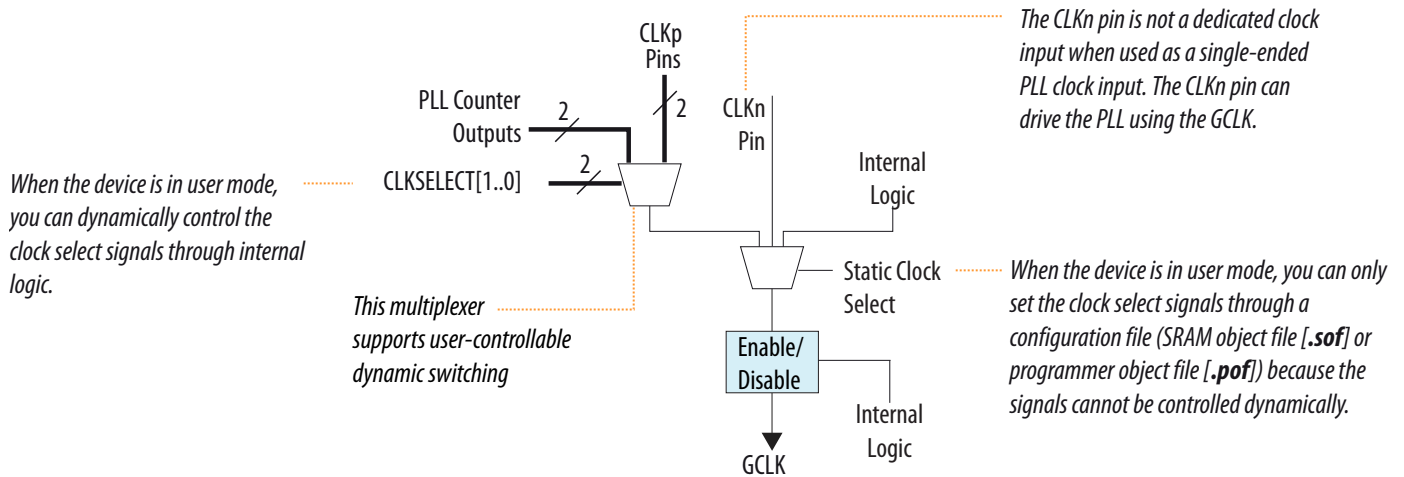 The CLKn pin is not a dedicated clock
input when used as a single-ended
PLL clock input. The CLKn pin can
drive the PLL using the GCLK.
CLKp
Pins
2
PLL Counter
Outputs
2
CLKn
Pin
Internal
Logic
When the device is in user mode,
you can dynamically control the
clock select signals through internal
logic.
CLKSELECT[1..0]
2
This multiplexer
supports user-controllable
dynamic switching
Static Clock
Select
When the device is in user mode, you can only
set the clock select signals through a
configuration file (SRAM object file [.sof] or
programmer object file [.pof]) because the
signals cannot be controlled dynamically.
Enable/
Disable
Internal
Logic
GCLK